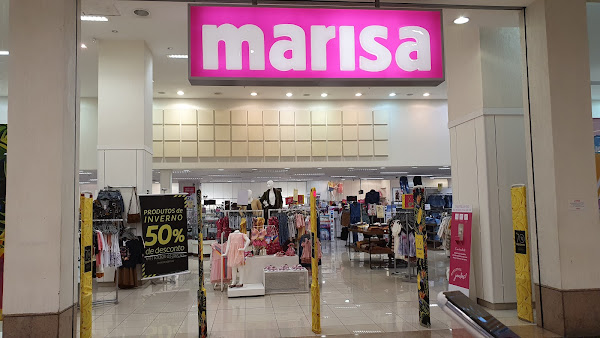 marisa
PRODUTOS de
INVERNO
50%
de desconto